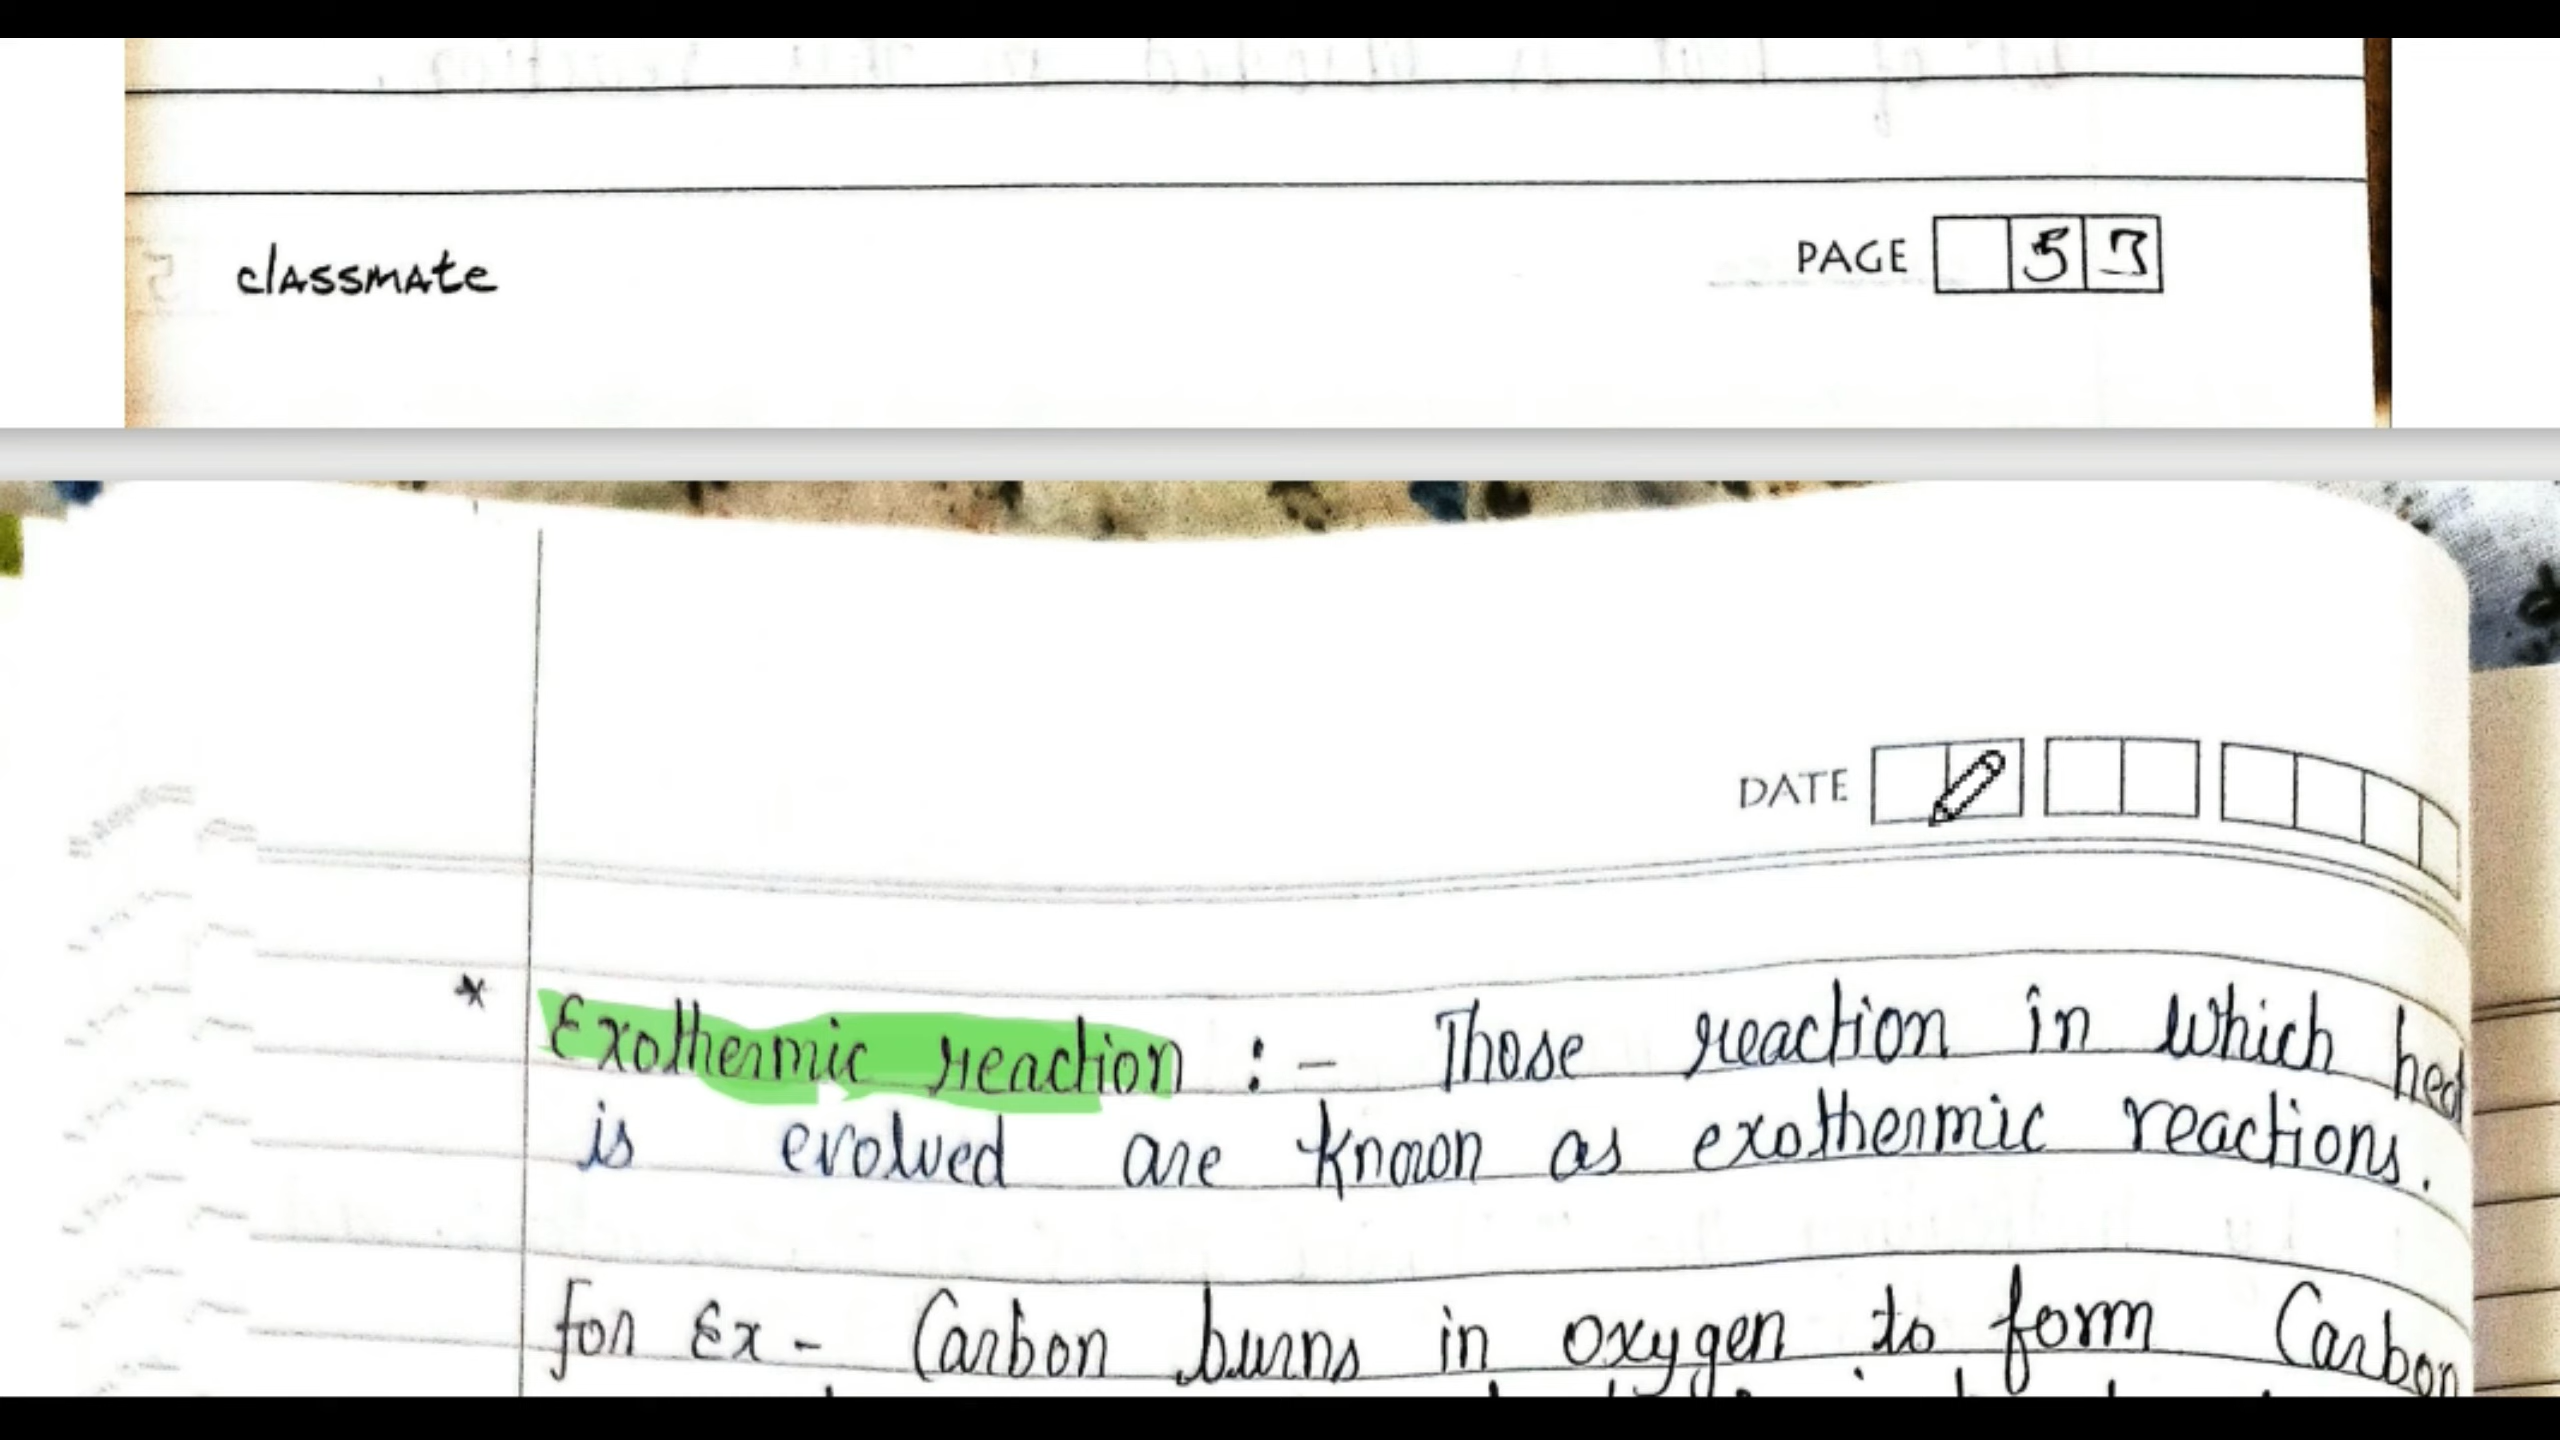 classmate
PAGE 57
DATE
* Exothermic reaction :- Those reaction in which heat
is evolved are known as exothermic reactions.
for Ex - Carbon burns in oxygen to form Carbon